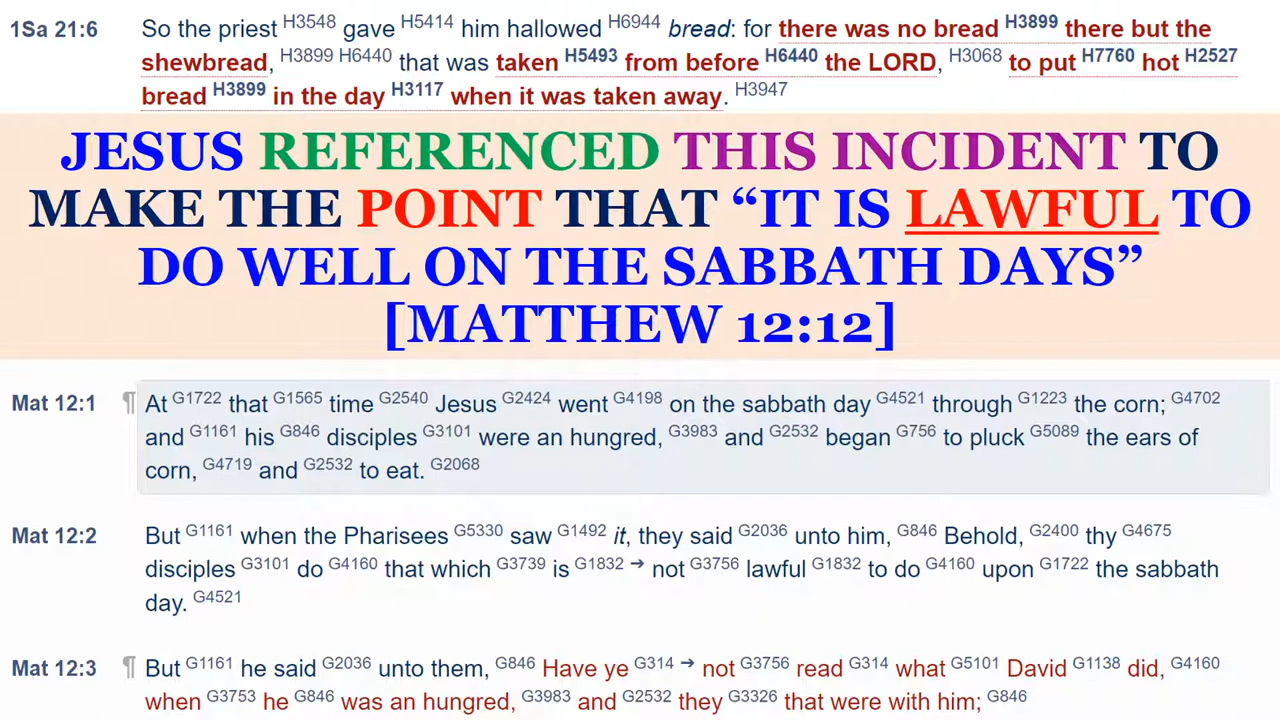 1Sa 21:6 So the priest H3548 gave H5414 him hallowed H6944 bread: for there was no bread H3899 there but the
shewbread, H3899 H6440 that was taken H5493 from before H6440 the LORD, H3068 to put H7760 hot H2527
bread H3899 in the day H3117 when it was taken away. H3947
JESUS REFERENCED THIS INCIDENT TO
MAKE THE POINT THAT “IT IS LAWFUL TO
DO WELL ON THE SABBATH DAYS”
[MATTHEW 12:12]
Mat 12:1 ¶ At G1722 that G1565 time G2540 Jesus G2424 went G4198 on the sabbath day G4521 through G1223 the corn; G4702
and G1161 his G846 disciples G3101 were an hungred, G3983 and G2532 began G756 to pluck G5089 the ears of
corn, G4719 and G2532 to eat. G2068
Mat 12:2 But G1161 when the Pharisees G5330 saw G1492 it, they said G2036 unto him, G846 Behold, G2400 thy G4675
disciples G3101 do G4160 that which G3739 is G1832 → not G3756 lawful G1832 to do G4160 upon G1722 the sabbath
day. G4521
Mat 12:3 ¶ But G1161 he said G2036 unto them, G846 Have ye G314 → not G3756 read G314 what G5101 David G1138 did, G4160
when G3753 he G846 was an hungred, G3983 and G2532 they G3326 that were with him; G846